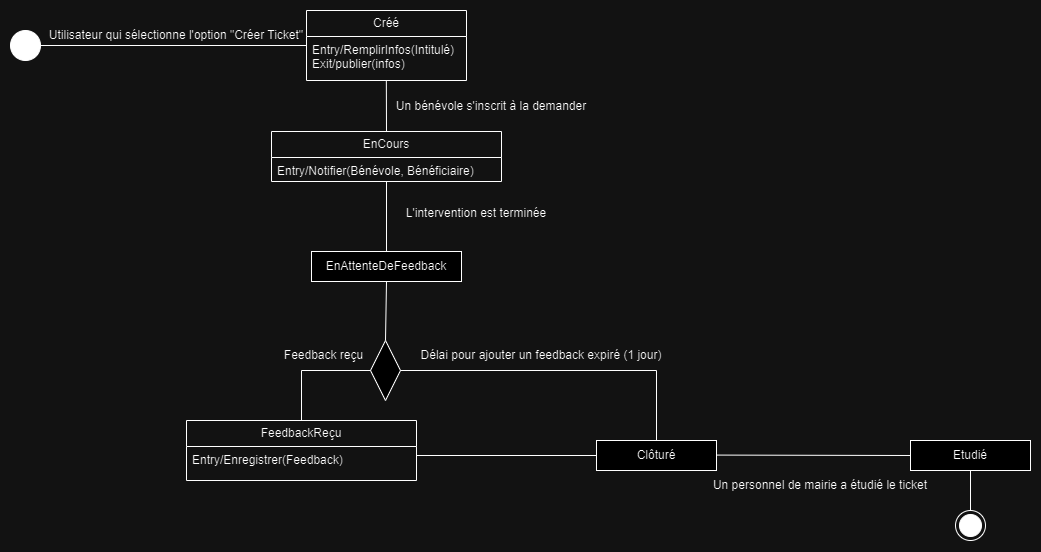 Créé
Utilisateur qui sélectionne l'option "Créer Ticket"
Entry/RemplirInfos(Intitulé)
Exit/publier(infos)
Un bénévole s'inscrit à la demander
EnCours
Entry/Notifier(Bénévole, Bénéficiaire)
L'intervention est terminée
EnAttenteDeFeedback
Feedback reçu
Délai pour ajouter un feedback expiré (1 jour)
FeedbackReçu
Entry/Enregistrer(Feedback)
Clôturé
Etudié
Un personnel de mairie a étudié le ticket